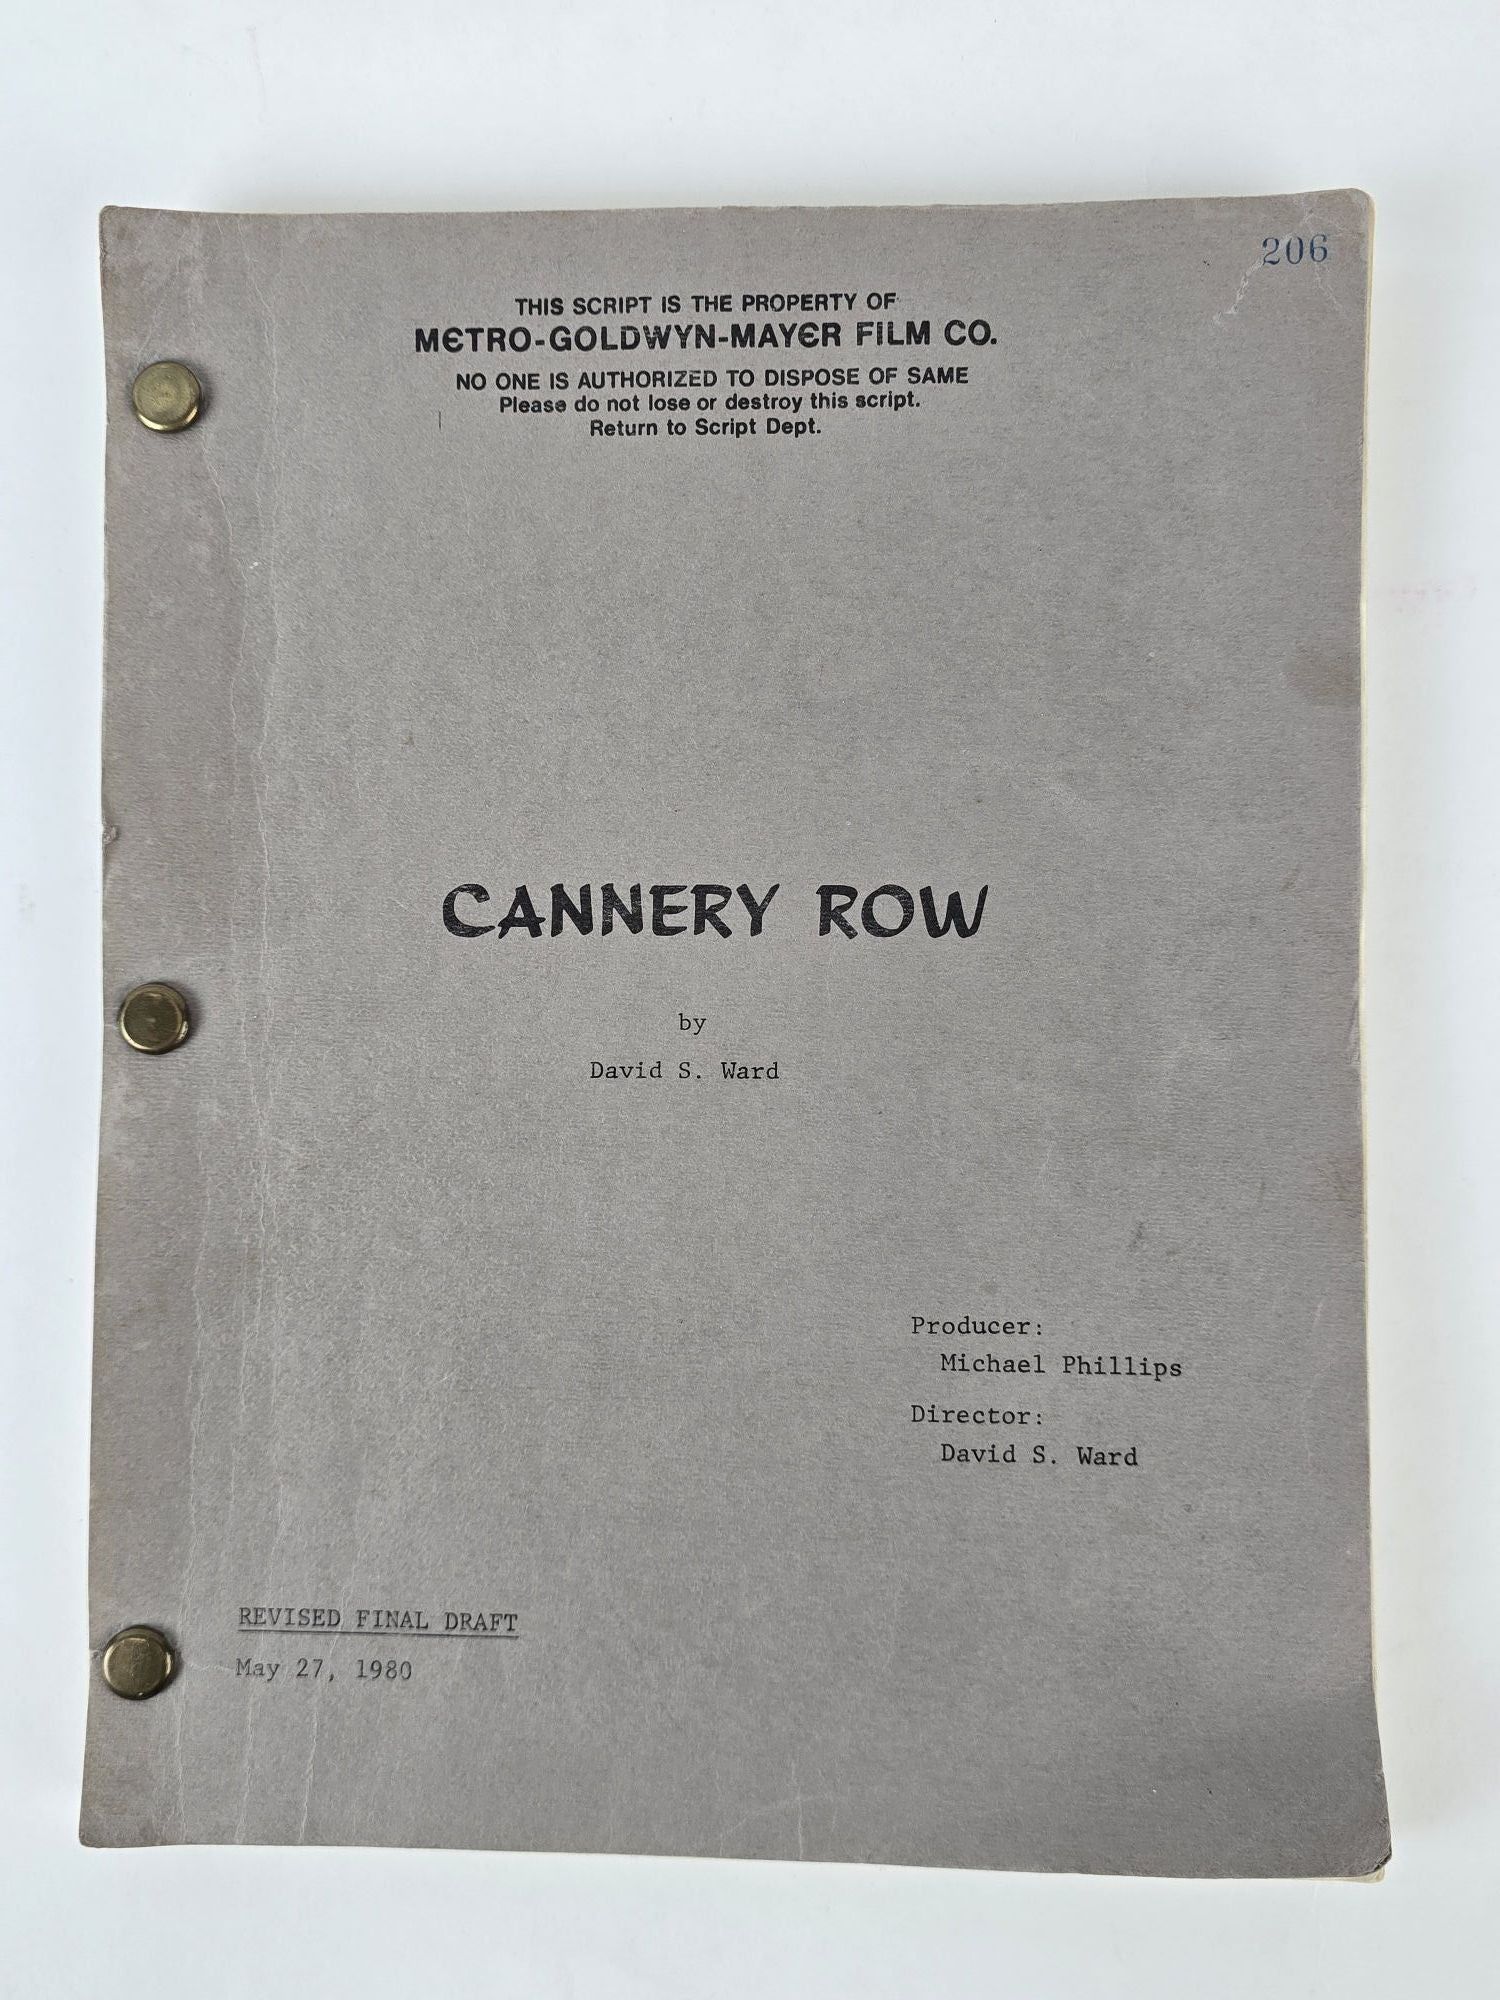 206
THIS SCRIPT IS THE PROPERTY OF
METRO-GOLDWYN-MAYER FILM CO.
NO ONE IS AUTHORIZED TO DISPOSE OF SAME
Please do not lose or destroy this script.
Return to Script Dept.
CANNERY ROW
by
David S. Ward
Producer:
Michael Phillips
Director:
David S. Ward
REVISED FINAL DRAFT
May 27, 1980